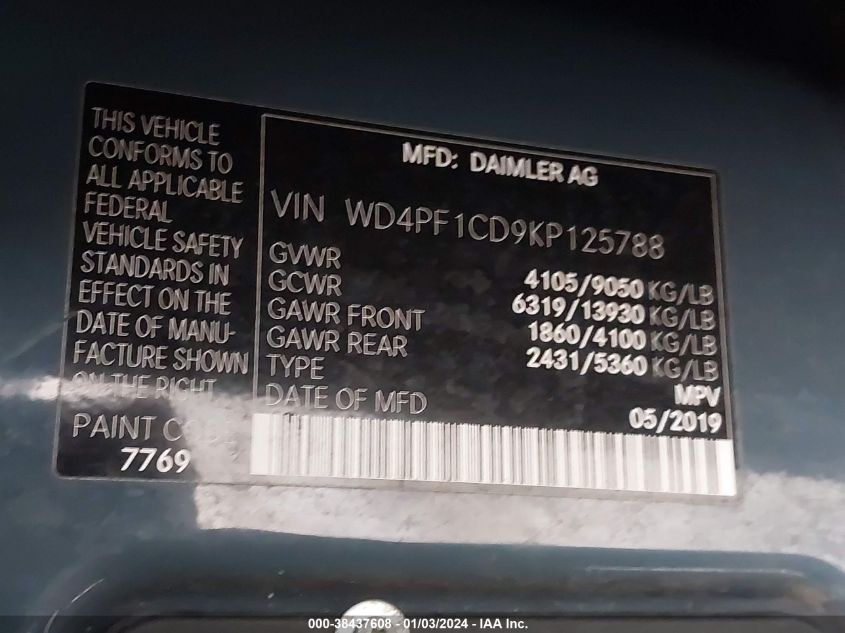 THIS VEHICLE
CONFORMS TO
ALL APPLICABLE
FEDERAL
VEHICLE SAFETY
STANDARDS IN
EFFECT ON THE
DATE OF MANU-
FACTURE SHOWN
ON THE RIGHT
PAINT CODE
7769
MFD: DAIMLER AG
VIN WD4PF1CD9KP125788
GVWR 4105/9050 KG/LB
GCWR 6319/13930 KG/LB
GAWR FRONT 1860/4100 KG/LB
GAWR REAR 2431/5360 KG/LB
TYPE MPV
DATE OF MFD 05/2019
000-38437608 - 01/03/2024 - IAA Inc.